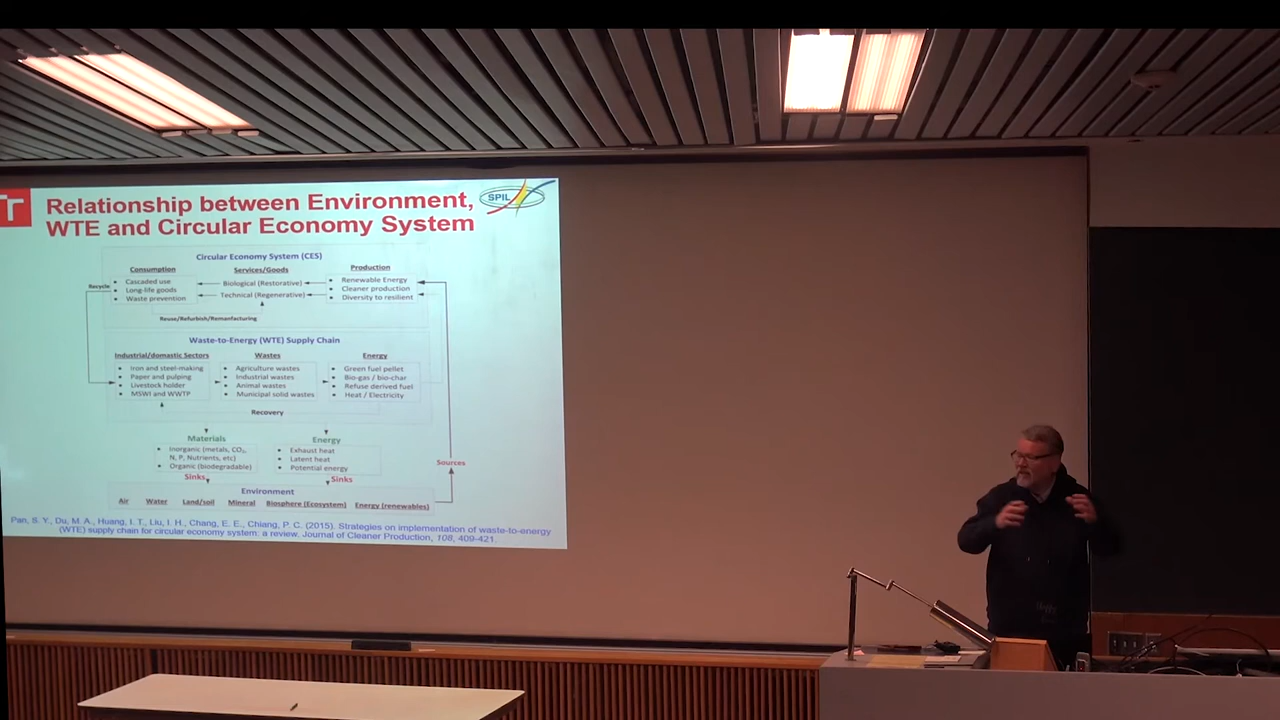 T
Relationship between Environment,
WTE and Circular Economy System
SPIL
Circular Economy System (CES)
Consumption
Services/Goods
Production
Recycle
• Cascaded use
• Long-life goods
• Waste prevention
Biological (Restorative)
Technical (Regenerative)
• Renewable Energy
• Cleaner production
• Diversity to resilient
Reuse/Refurbish/Remanfacturing
Waste-to-Energy (WTE) Supply Chain
Industrial/domastic Sectors
Wastes
Energy
• Iron and steel-making
• Paper and pulping
• Livestock holder
• MSWI and WWTP
• Agriculture wastes
• Industrial wastes
• Animal wastes
• Municipal solid wastes
• Green fuel pellet
• Bio-gas / bio-char
• Refuse derived fuel
• Heat / Electricity
Recovery
Materials
Energy
• Inorganic (metals, CO₂,
N, P, Nutrients, etc)
• Organic (biodegradable)
• Exhaust heat
• Latent heat
• Potential energy
Sources
Sinks
Sinks
Environment
Air Water Land/soil Mineral Biosphere (Ecosystem) Energy (renewables)
Pan, S. Y., Du, M. A., Huang, I. T., Liu, I. H., Chang, E. E., Chiang, P. C. (2015). Strategies on implementation of waste-to-energy
(WTE) supply chain for circular economy system: a review. Journal of Cleaner Production, 108, 409-421.